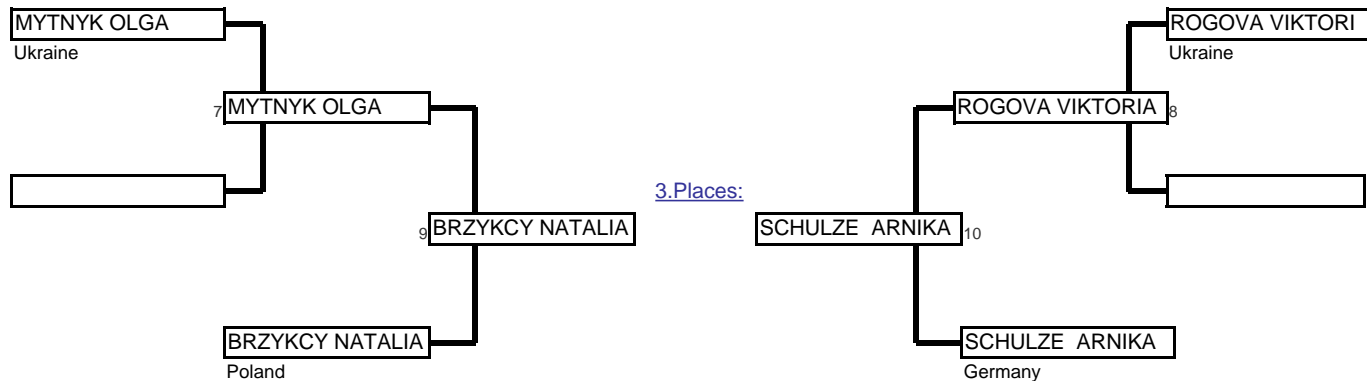 MYTNYK OLGA
ROGOVA VIKTORI
Ukraine
Ukraine
7
MYTNYK OLGA
ROGOVA VIKTORIA
8
3.Places:
9
BRZYKCY NATALIA
SCHULZE  ARNIKA
10
BRZYKCY NATALIA
SCHULZE  ARNIKA
Poland
Germany